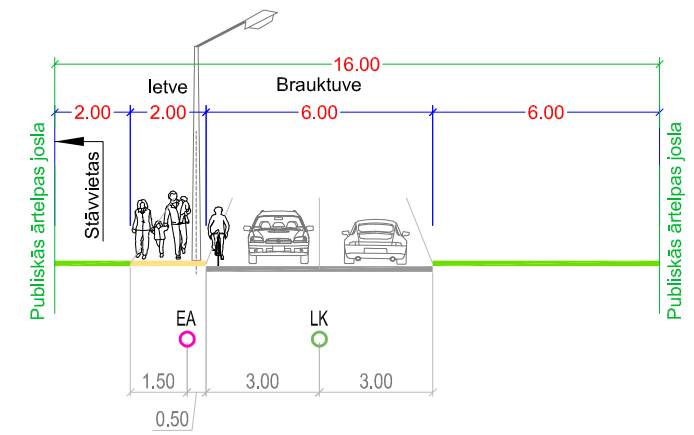 16.00
Ietve
Brauktuve
2.00
2.00
6.00
6.00
Publiskās ārtelpas josla
Stāvvietas
Publiskās ārtelpas josla
EA
LK
1.50
3.00
3.00
0.50